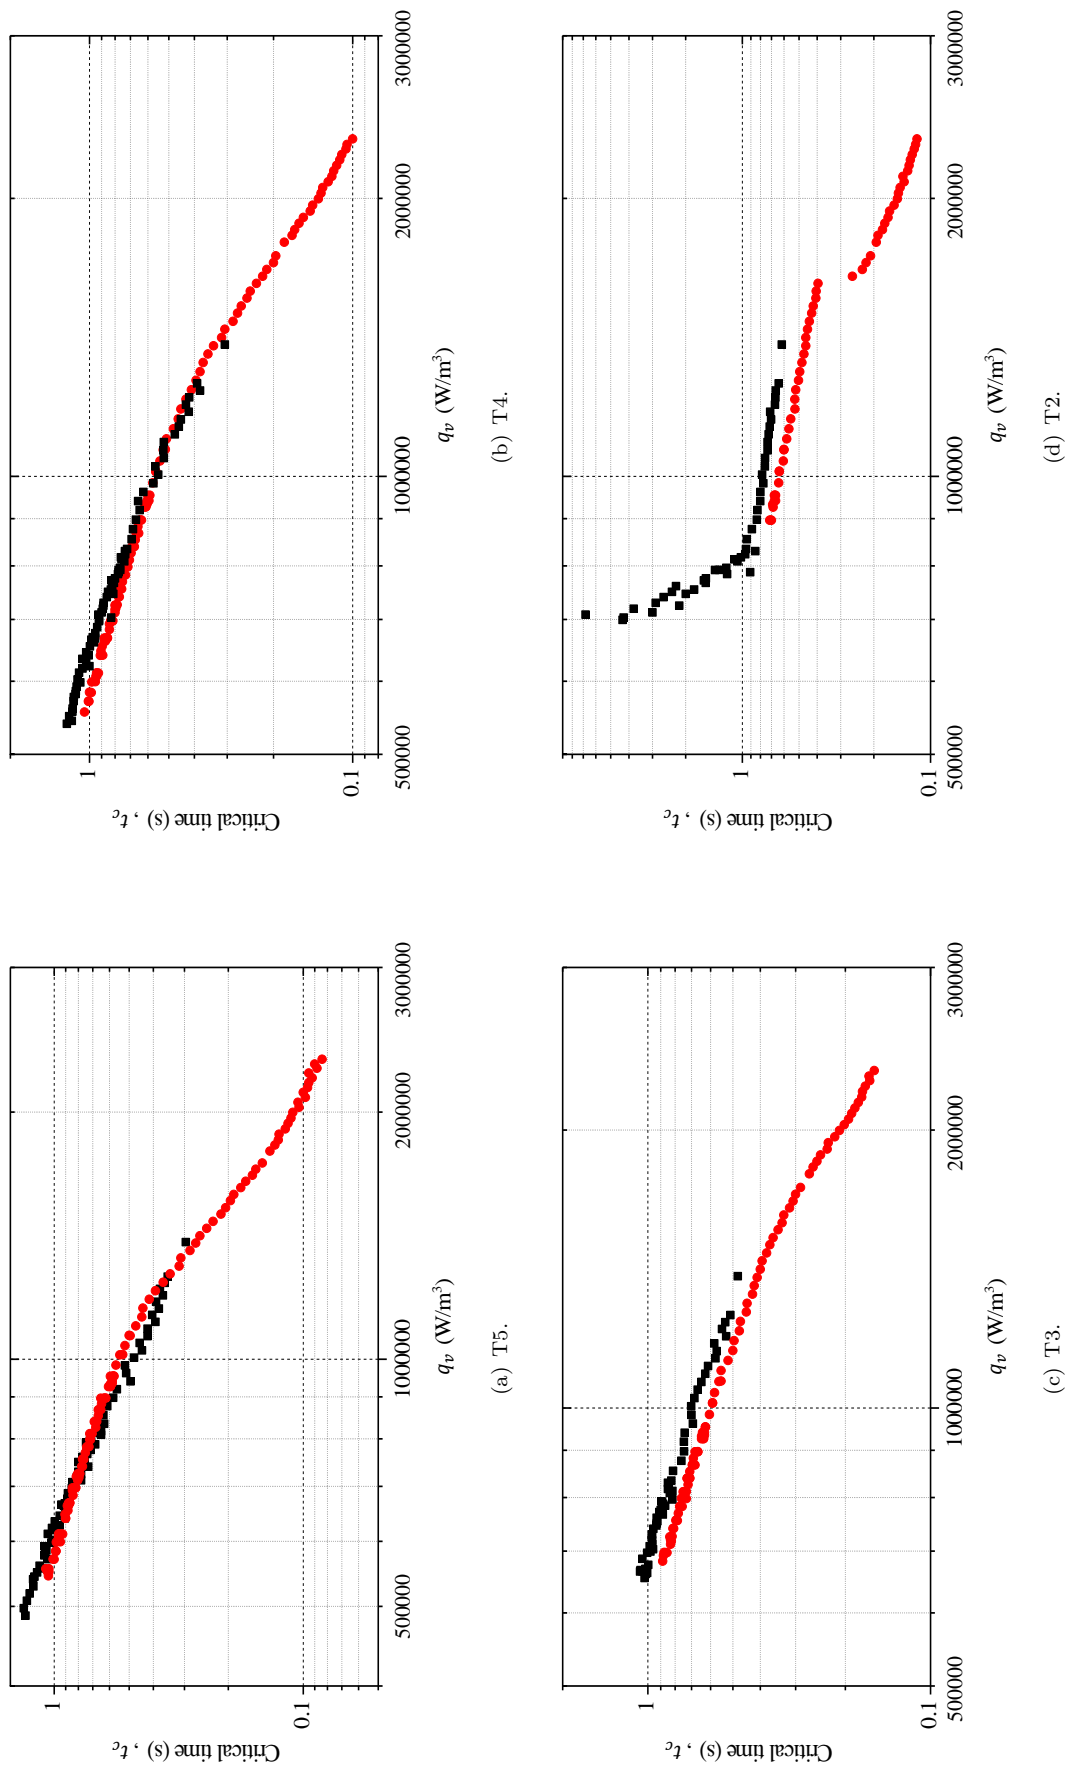 Critical time (s) , t_c
1
0.1
500000
1000000
2000000
3000000
q_v (W/m³)
(a) T5.
Critical time (s) , t_c
1
0.1
500000
1000000
2000000
3000000
q_v (W/m³)
(b) T4.
Critical time (s) , t_c
1
0.1
500000
1000000
2000000
3000000
q_v (W/m³)
(c) T3.
Critical time (s) , t_c
1
0.1
500000
1000000
2000000
3000000
q_v (W/m³)
(d) T2.